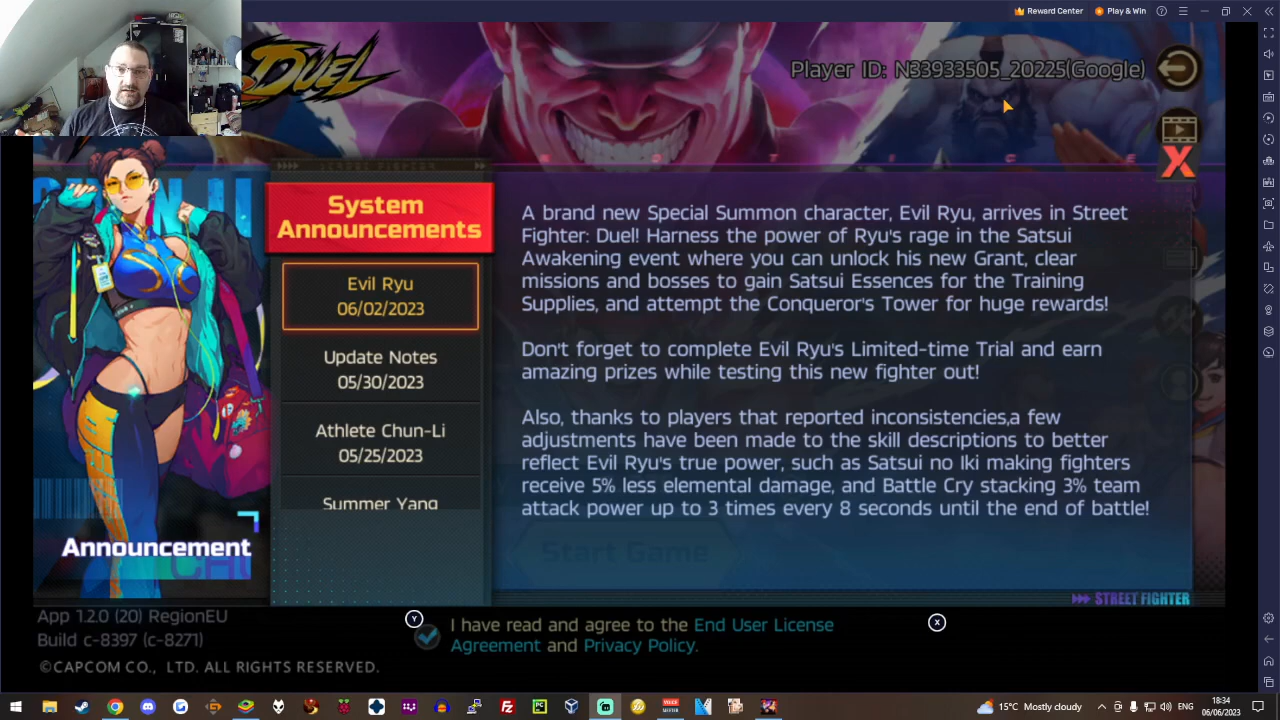 Reward Center
Play & Win
DUEL
Player ID: N33933505_20225(Google)
X
System
Announcements
Evil Ryu
06/02/2023
Update Notes
05/30/2023
Athlete Chun-Li
05/25/2023
Summer Yang
A brand new Special Summon character, Evil Ryu, arrives in Street
Fighter: Duel! Harness the power of Ryu's rage in the Satsui
Awakening event where you can unlock his new Grant, clear
missions and bosses to gain Satsui Essences for the Training
Supplies, and attempt the Conqueror's Tower for huge rewards!
Don't forget to complete Evil Ryu's Limited-time Trial and earn
amazing prizes while testing this new fighter out!
Also, thanks to players that reported inconsistencies,a few
adjustments have been made to the skill descriptions to better
reflect Evil Ryu's true power, such as Satsui no Iki making fighters
receive 5% less elemental damage, and Battle Cry stacking 3% team
attack power up to 3 times every 8 seconds until the end of battle!
Start Game
Announcement
STREET FIGHTER
App 1.2.0 (20) RegionEU
Build c-8397 (c-8271)
©CAPCOM CO., LTD. ALL RIGHTS RESERVED.
Y
I have read and agree to the End User License
Agreement and Privacy Policy.
X
15°C Mostly cloudy
ENG
18:34
06/06/2023